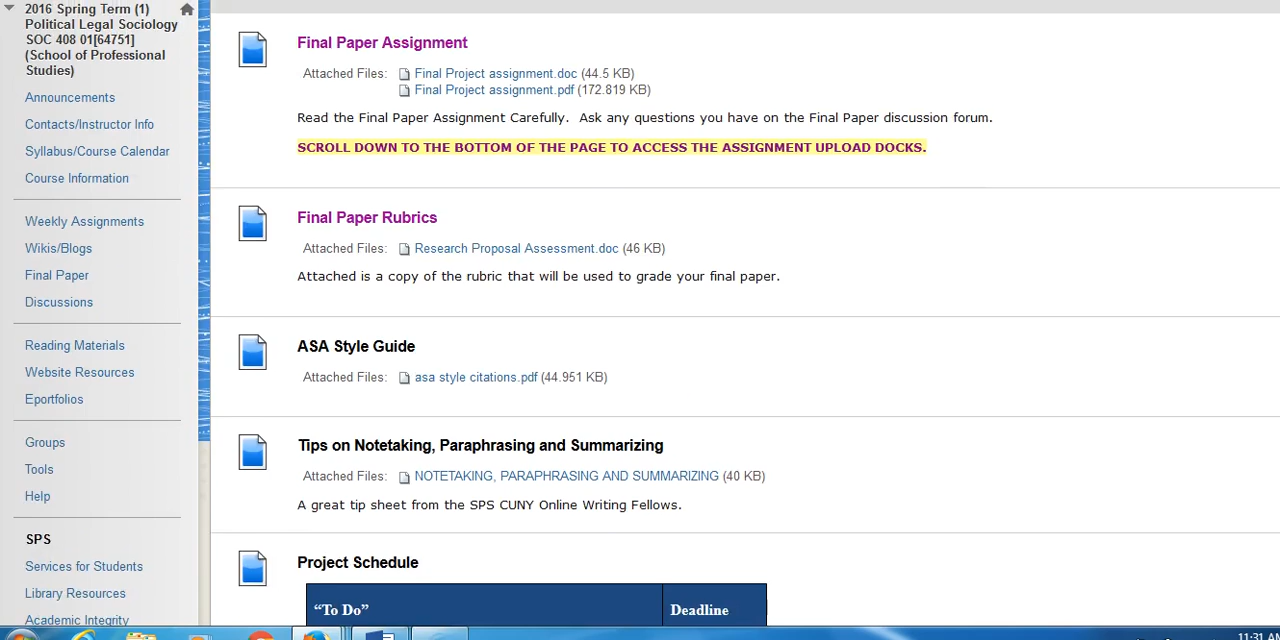 2016 Spring Term (1)
Political Legal Sociology
SOC 408 01[64751]
(School of Professional
Studies)
Announcements
Contacts/Instructor Info
Syllabus/Course Calendar
Course Information
Weekly Assignments
Wikis/Blogs
Final Paper
Discussions
Reading Materials
Website Resources
Eportfolios
Groups
Tools
Help
SPS
Services for Students
Library Resources
Academic Integrity
Final Paper Assignment
Attached Files: Final Project assignment.doc (44.5 KB)
Final Project assignment.pdf (172.819 KB)
Read the Final Paper Assignment Carefully. Ask any questions you have on the Final Paper discussion forum.
SCROLL DOWN TO THE BOTTOM OF THE PAGE TO ACCESS THE ASSIGNMENT UPLOAD DOCKS.
Final Paper Rubrics
Attached Files: Research Proposal Assessment.doc (46 KB)
Attached is a copy of the rubric that will be used to grade your final paper.
ASA Style Guide
Attached Files: asa style citations.pdf (44.951 KB)
Tips on Notetaking, Paraphrasing and Summarizing
Attached Files: NOTETAKING, PARAPHRASING AND SUMMARIZING (40 KB)
A great tip sheet from the SPS CUNY Online Writing Fellows.
Project Schedule
“To Do” Deadline
11:31 AM